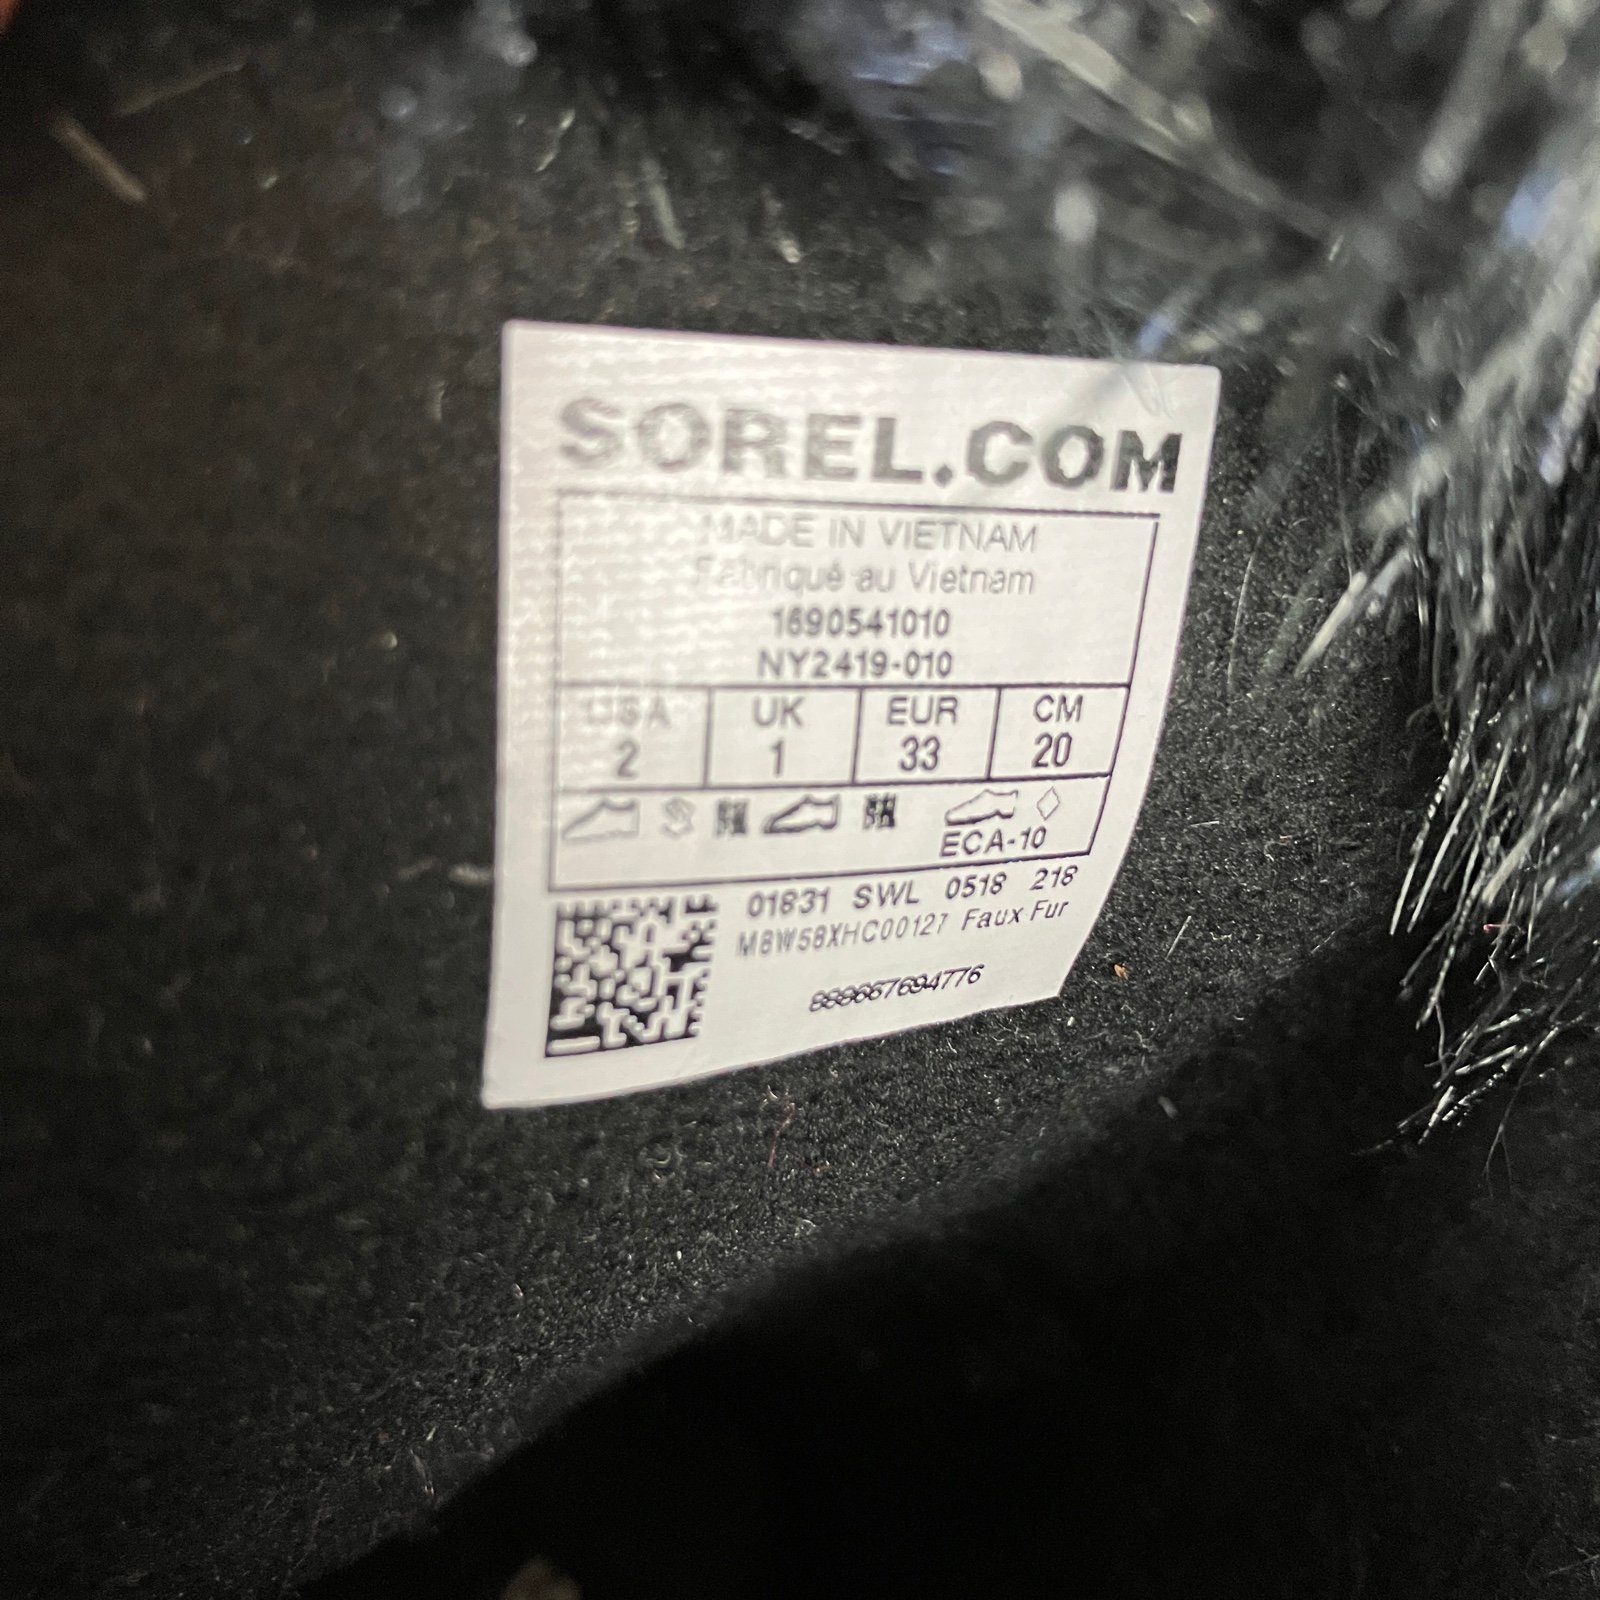 SOREL.COM
MADE IN VIETNAM
Fabriqué au Vietnam
1690541010
NY2419-010
USA UK EUR CM
2 1 33 20
ECA-10
01831 SWL 0518 218
M8W58XHC00127 Faux Fur
888667694776